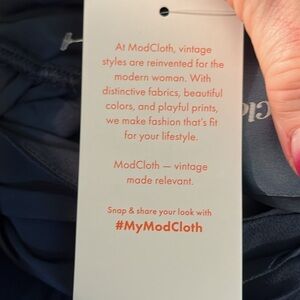 At ModCloth, vintage
styles are reinvented for the
modern woman. With
distinctive fabrics, beautiful
colors, and playful prints,
we make fashion that's fit
for your lifestyle.
ModCloth — vintage
made relevant.
Snap & share your look with
#MyModCloth